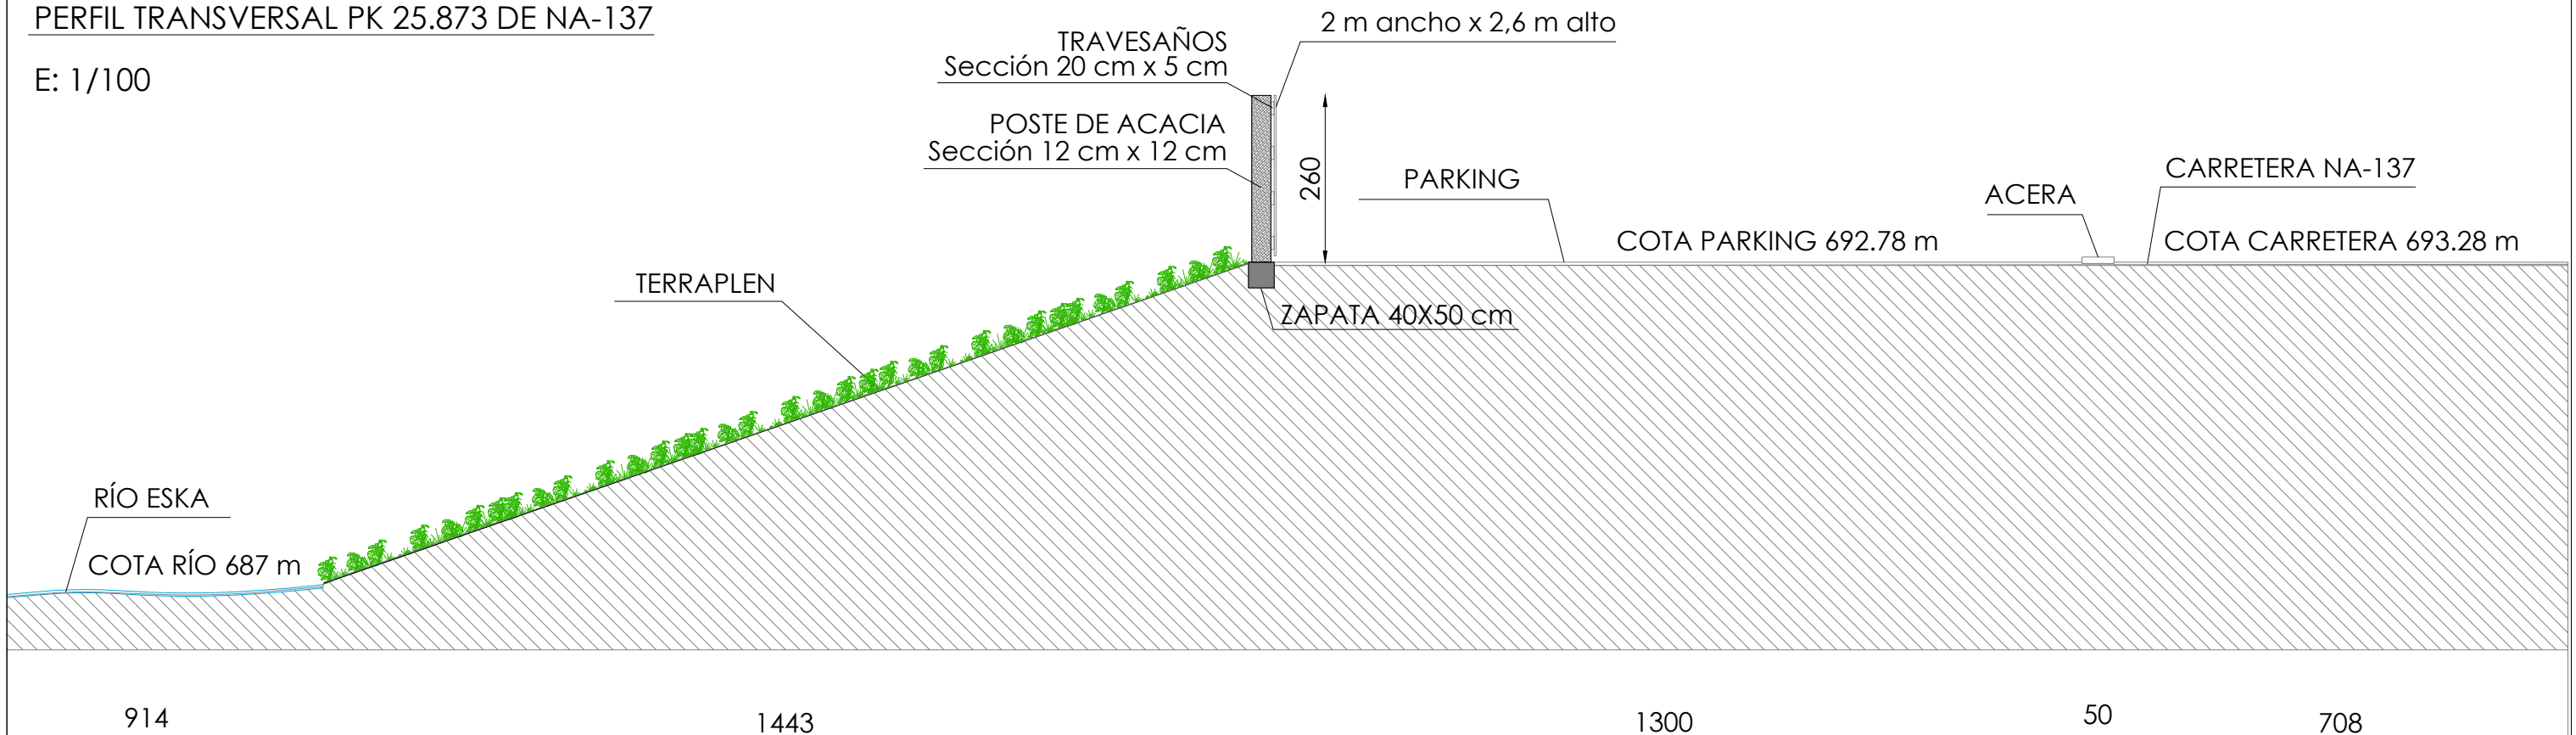 PERFIL TRANSVERSAL PK 25.873 DE NA-137
E: 1/100
2 m ancho x 2,6 m alto
TRAVESAÑOS
Sección 20 cm x 5 cm
POSTE DE ACACIA
Sección 12 cm x 12 cm
260
PARKING
CARRETERA NA-137
ACERA
COTA PARKING 692.78 m
COTA CARRETERA 693.28 m
TERRAPLEN
ZAPATA 40X50 cm
RÍO ESKA
COTA RÍO 687 m
914
1443
1300
50
708